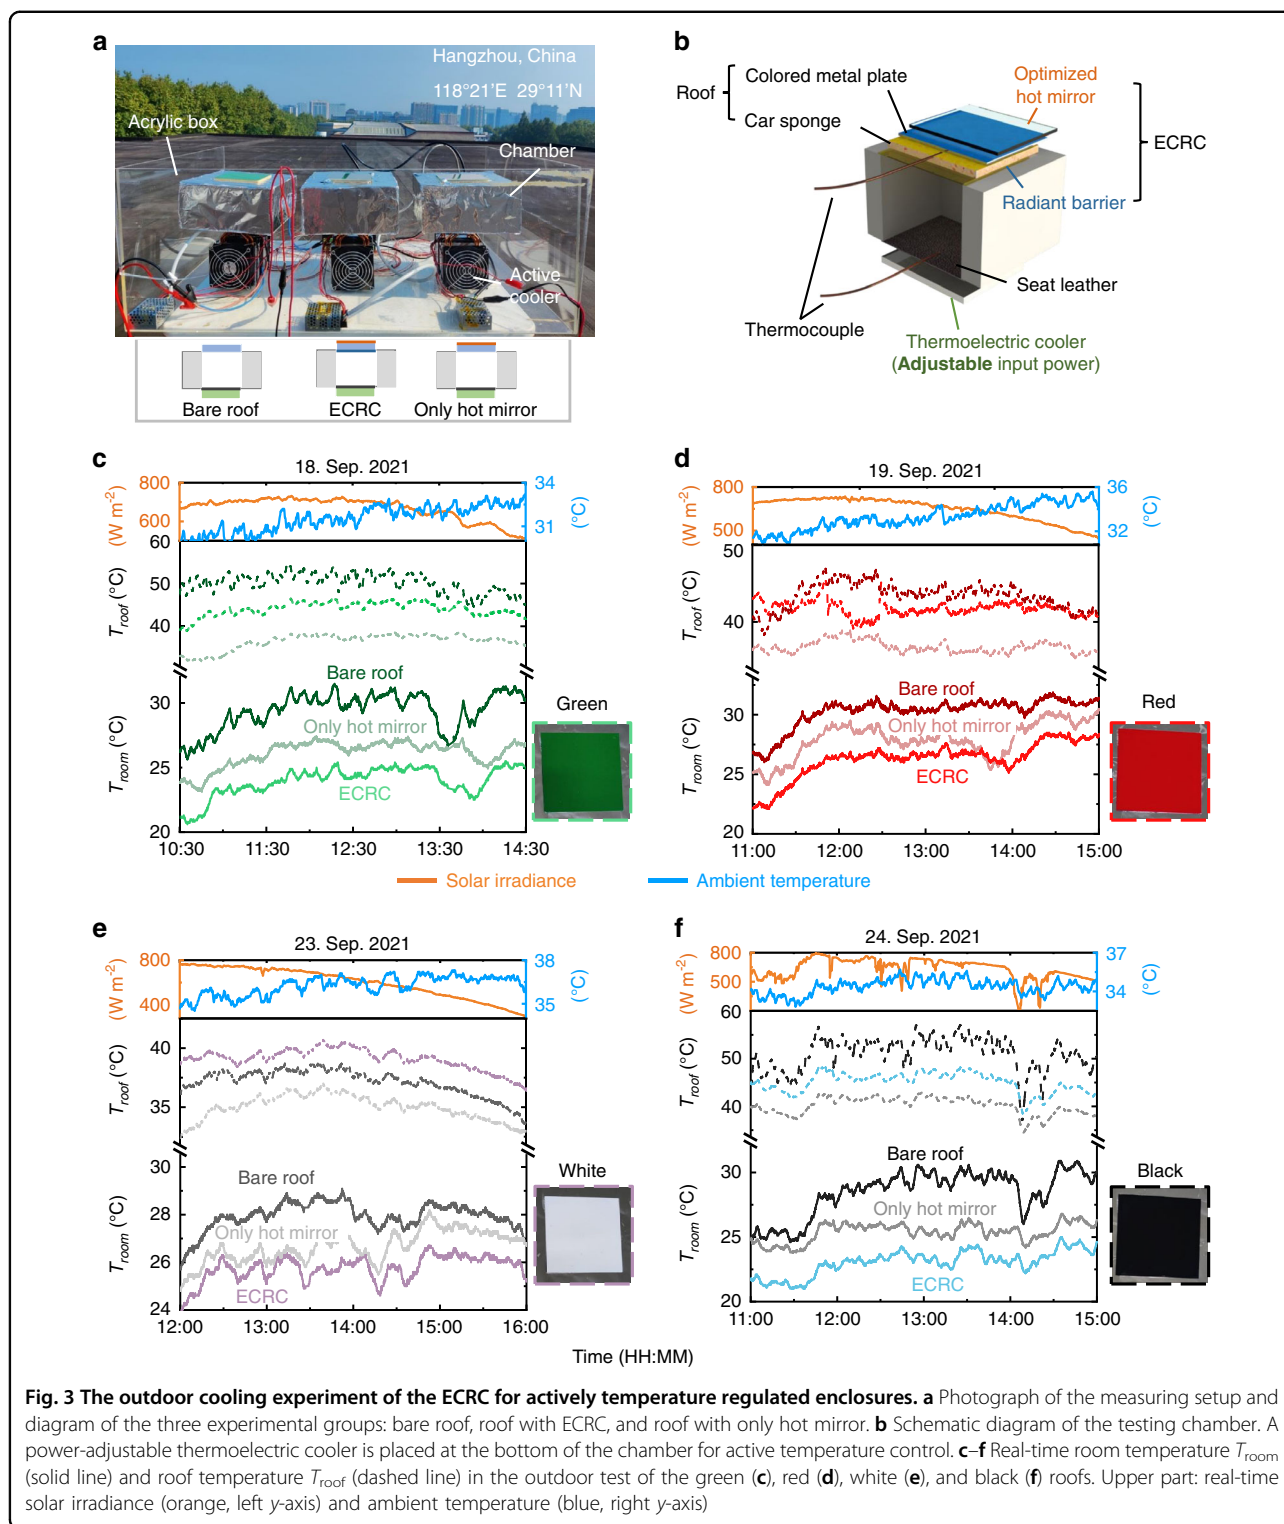 a
Hangzhou, China
118°21'E 29°11'N
Acrylic box
Chamber
Active
cooler
Bare roof
ECRC
Only hot mirror
b
Roof
Colored metal plate
Car sponge
Optimized
hot mirror
ECRC
Radiant barrier
Seat leather
Thermocouple
Thermoelectric cooler
(Adjustable input power)
c
18. Sep. 2021
800
600
60
(W m-2)
34
31
(°C)
50
40
Troof (°C)
30
25
20
Troom (°C)
Bare roof
Only hot mirror
ECRC
Green
10:30
11:30
12:30
13:30
14:30
d
19. Sep. 2021
800
500
(W m-2)
36
32
(°C)
50
40
Troof (°C)
30
25
20
Troom (°C)
Bare roof
Only hot mirror
ECRC
Red
11:00
12:00
13:00
14:00
15:00
Solar irradiance
Ambient temperature
e
23. Sep. 2021
800
400
(W m-2)
38
35
(°C)
40
35
Troof (°C)
30
28
26
24
Troom (°C)
Bare roof
Only hot mirror
ECRC
White
12:00
13:00
14:00
15:00
16:00
f
24. Sep. 2021
800
500
60
(W m-2)
37
34
(°C)
50
40
Troof (°C)
30
25
20
Troom (°C)
Bare roof
Only hot mirror
ECRC
Black
11:00
12:00
13:00
14:00
15:00
Time (HH:MM)
Fig. 3 The outdoor cooling experiment of the ECRC for actively temperature regulated enclosures. a Photograph of the measuring setup and
diagram of the three experimental groups: bare roof, roof with ECRC, and roof with only hot mirror. b Schematic diagram of the testing chamber. A
power-adjustable thermoelectric cooler is placed at the bottom of the chamber for active temperature control. c–f Real-time room temperature Troom
(solid line) and roof temperature Troof (dashed line) in the outdoor test of the green (c), red (d), white (e), and black (f) roofs. Upper part: real-time
solar irradiance (orange, left y-axis) and ambient temperature (blue, right y-axis)